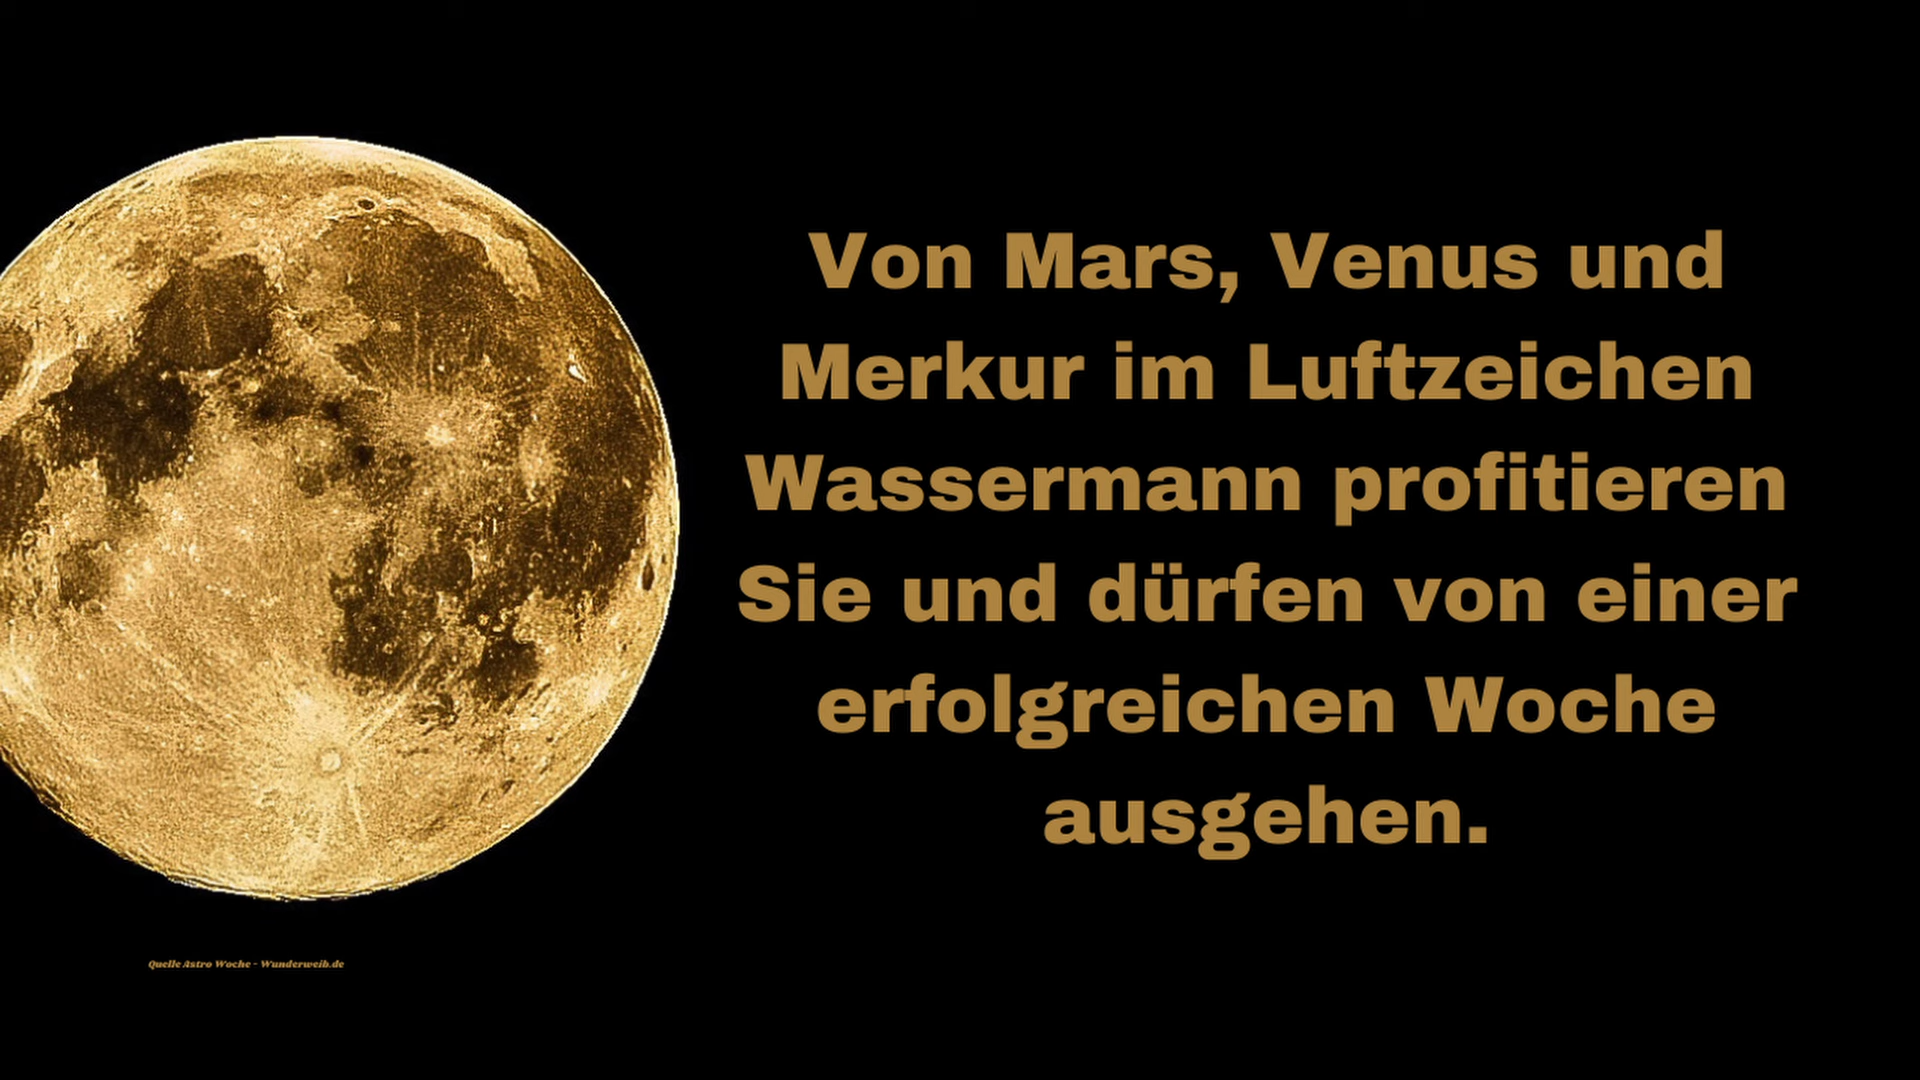 Von Mars, Venus und
Merkur im Luftzeichen
Wassermann profitieren
Sie und dürfen von einer
erfolgreichen Woche
ausgehen.
Quelle Astro Woche - Wunderweib.de